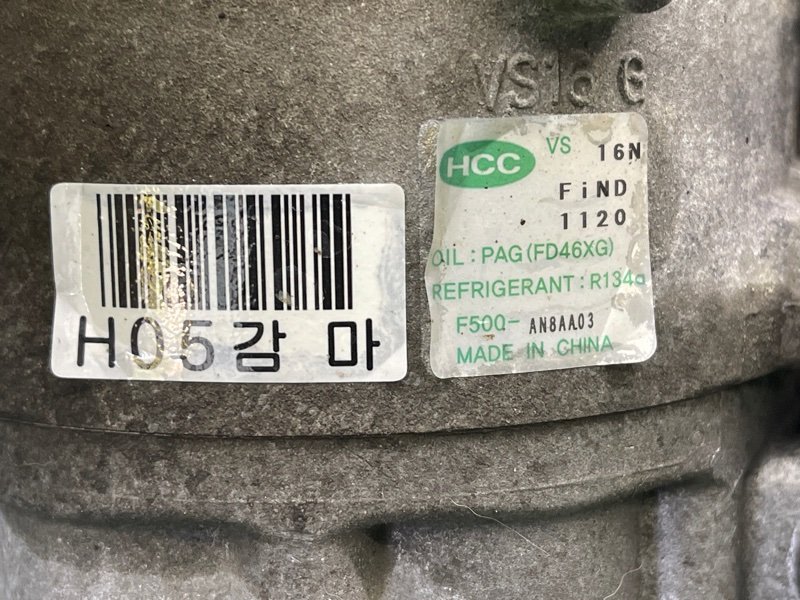 VS16 G
HCC VS 16N
FiND
1120
OIL : PAG (FD46XG)
REFRIGERANT : R134a
F500- AN8AA03
MADE IN CHINA
H05감 마